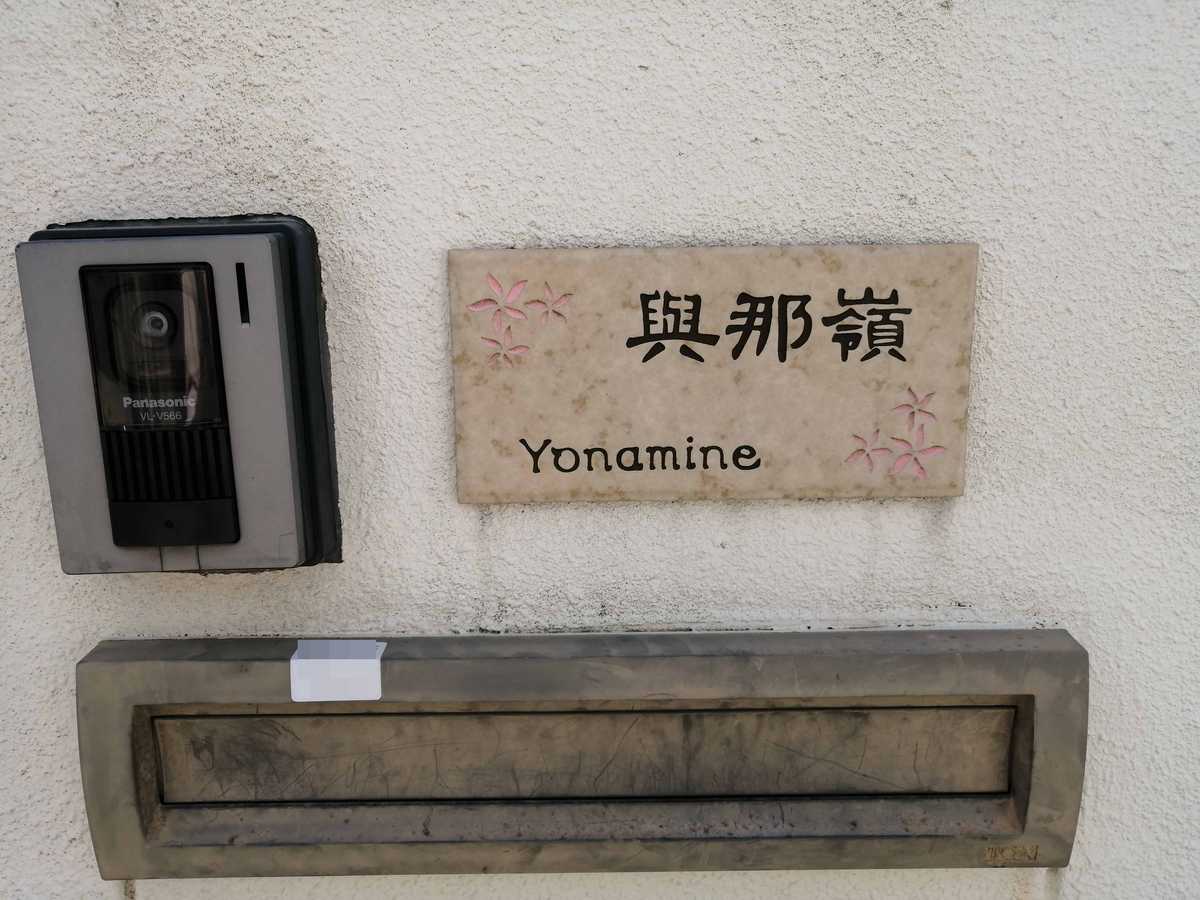 Panasonic
VL-V566
與那嶺
Yonamine